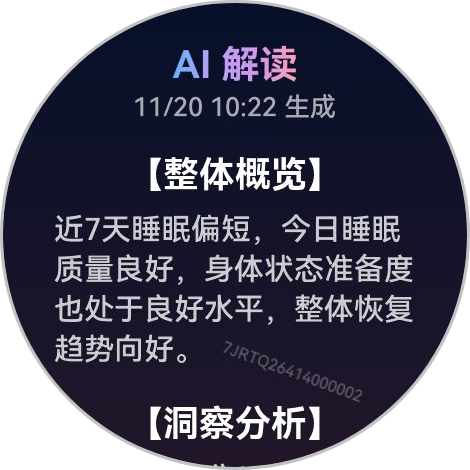 AI 解读
11/20 10:22 生成
【整体概览】
近7天睡眠偏短，今日睡眠
质量良好，身体状态准备度
也处于良好水平，整体恢复
趋势向好。
7JRTQ26414000002
【洞察分析】